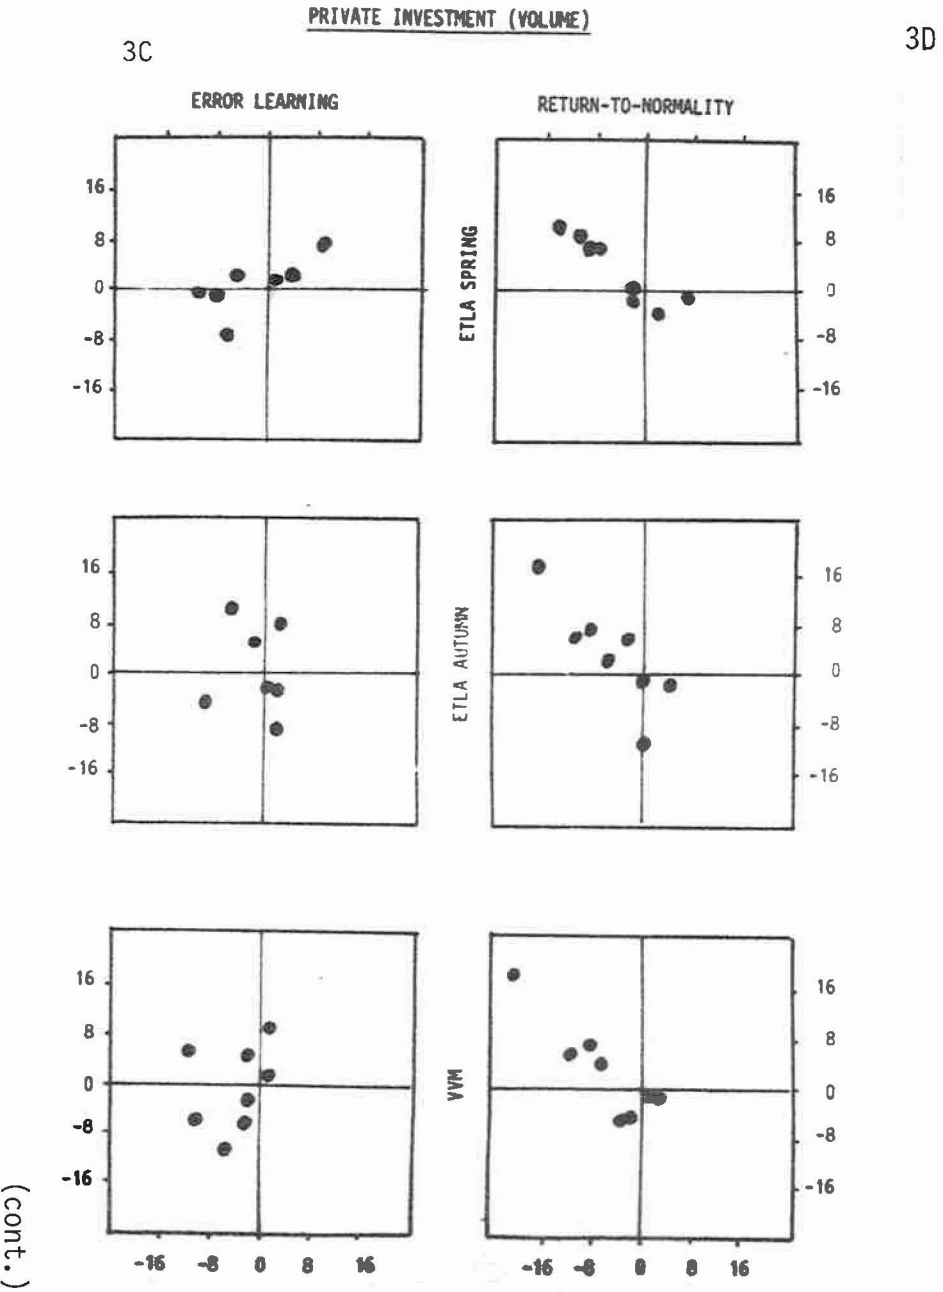 PRIVATE INVESTMENT (VOLUME)
3C
3D
ERROR LEARNING
RETURN-TO-NORMALITY
16
8
0
-8
-16
ETLA SPRING
16
8
0
-8
-16
16
8
0
-8
-16
ETLA AUTUMN
16
8
0
-8
-16
16
8
0
-8
-16
VVM
16
8
0
-8
-16
-16 -8 0 8 16
-16 -8 0 8 16
(cont.)